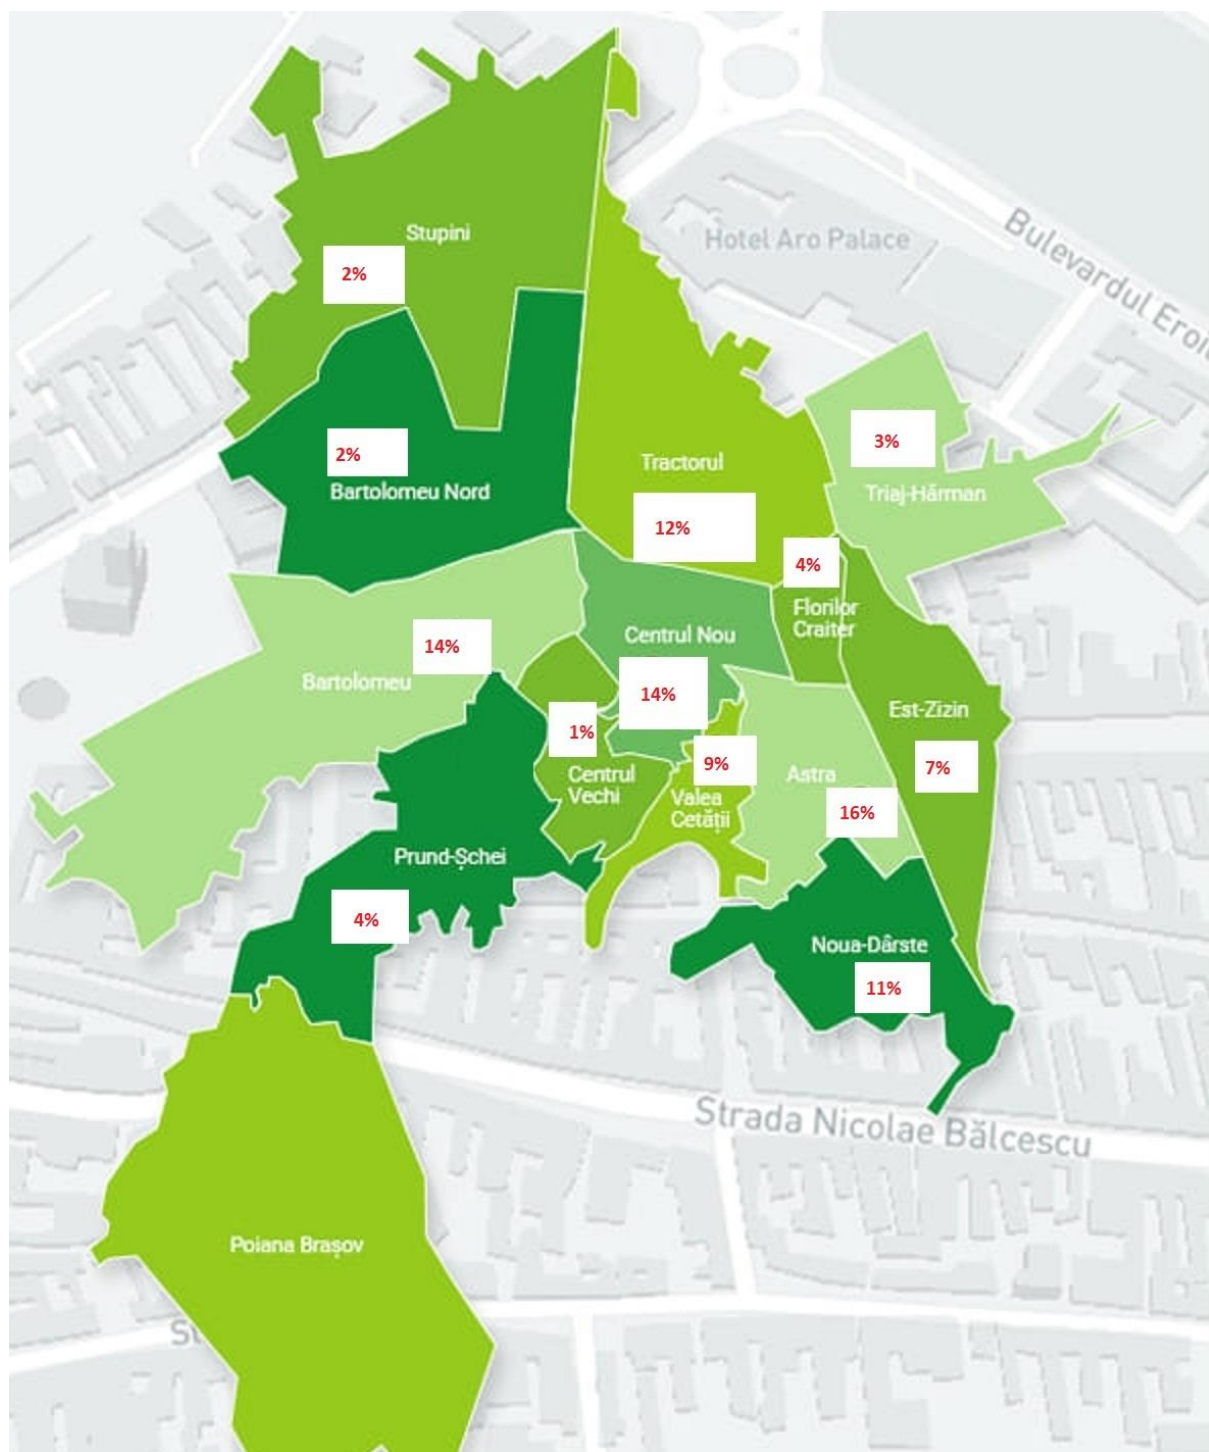 Stupini
2%
Hotel Aro Palace
Bulevardul Eroil
2%
Bartolomeu Nord
Tractorul
12%
3%
Triaj-Hărman
4%
Florilor
Craiter
14%
Bartolomeu
Centrul Nou
14%
Est-Zizin
7%
1%
Centrul
Vechi
9%
Valea
Cetății
Astra
16%
Prund-Șchei
4%
Noua-Dârste
11%
Strada Nicolae Bălcescu
Poiana Brașov